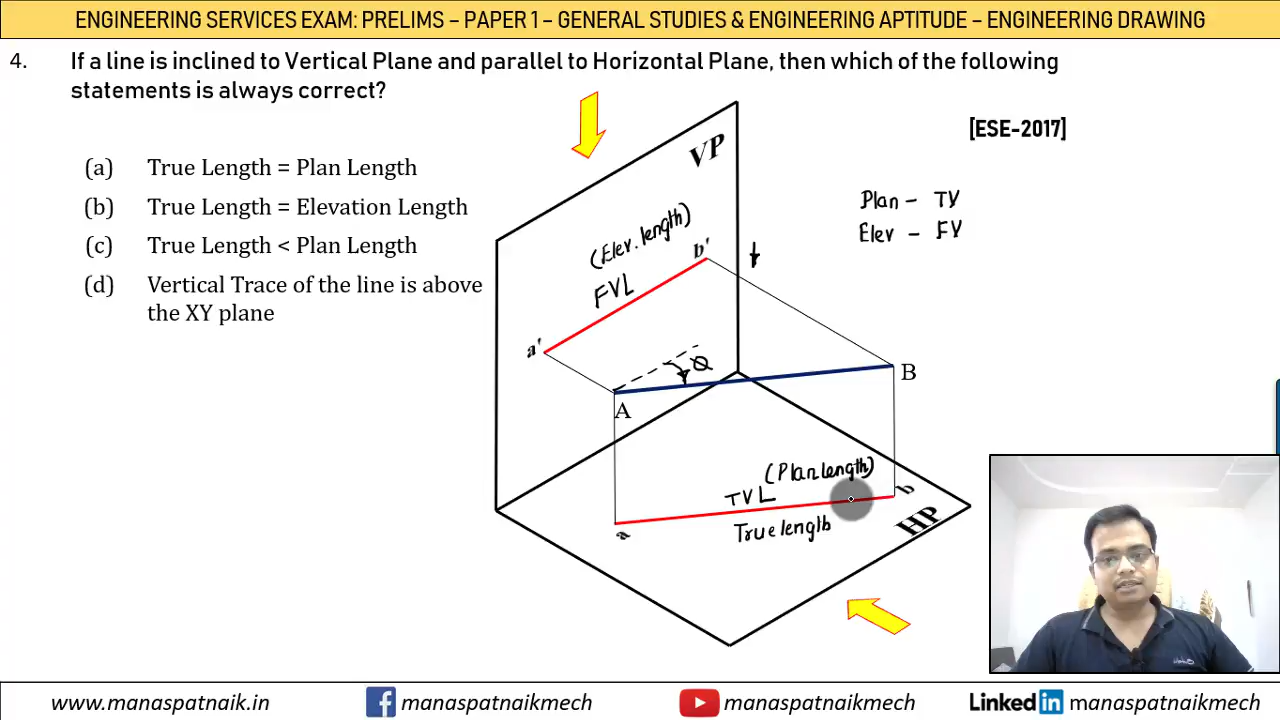 ENGINEERING SERVICES EXAM: PRELIMS – PAPER 1 – GENERAL STUDIES & ENGINEERING APTITUDE – ENGINEERING DRAWING
4. If a line is inclined to Vertical Plane and parallel to Horizontal Plane, then which of the following
statements is always correct?
[ESE-2017]
(a) True Length = Plan Length
(b) True Length = Elevation Length
(c) True Length < Plan Length
(d) Vertical Trace of the line is above
the XY plane
VP
Plan – TV
Elev – FV
(Elev. length)
b'
FVL
a'
Ø
B
A
(Plan length)
TVL
b
True length
HP
a
www.manaspatnaik.in
manaspatnaikmech
manaspatnaikmech
Linked in manaspatnaikmech